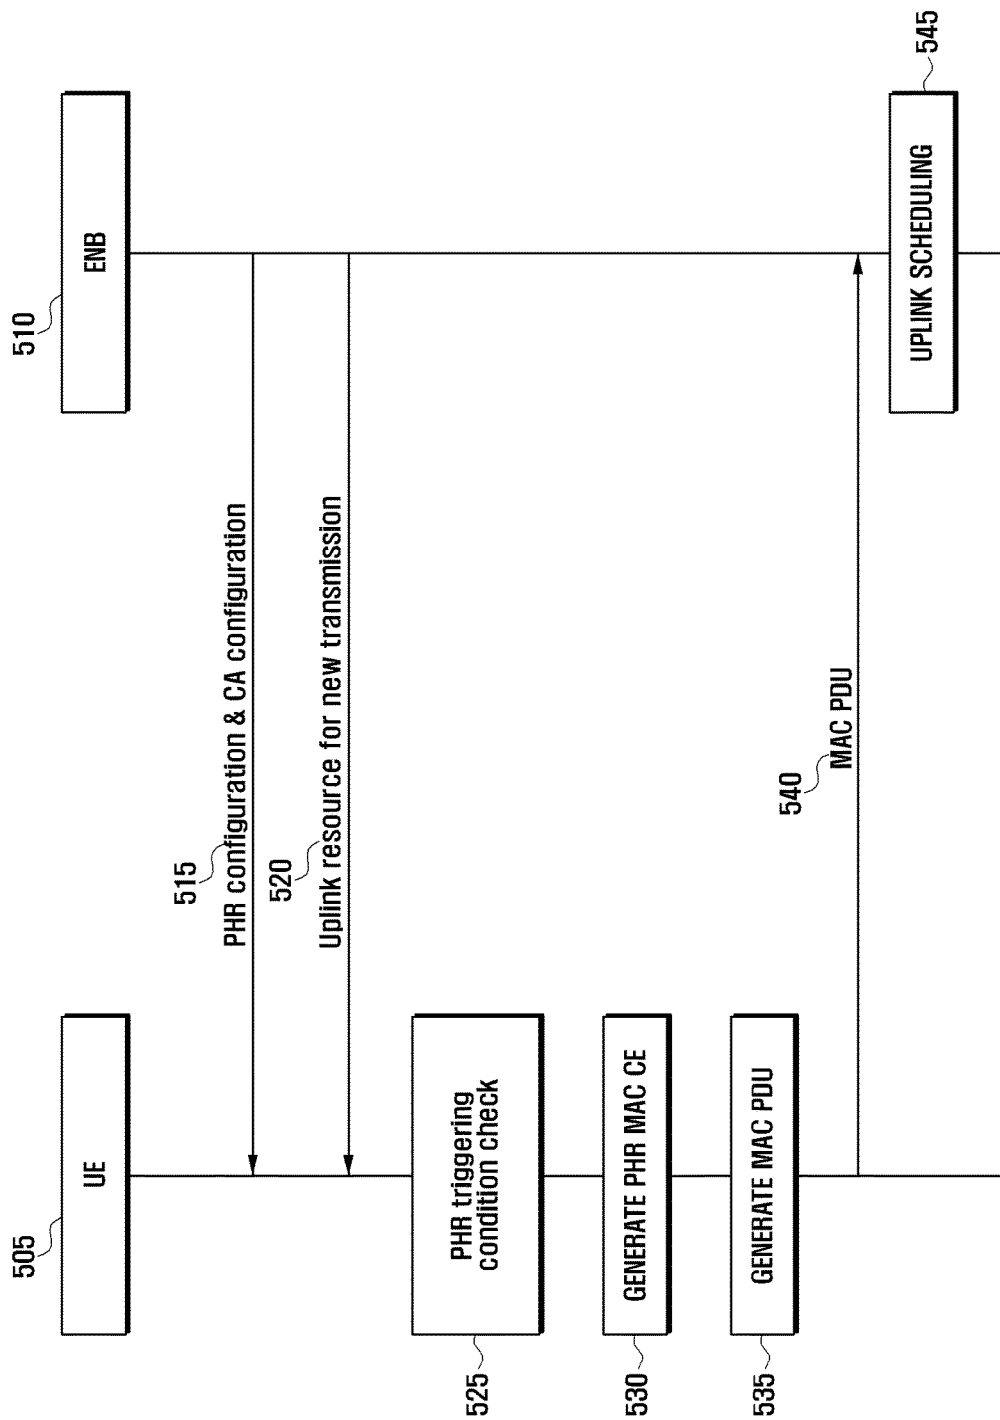 505
UE
510
ENB
515
PHR configuration & CA configuration
520
Uplink resource for new transmission
525
PHR triggering
condition check
530
GENERATE PHR MAC CE
535
GENERATE MAC PDU
540
MAC PDU
545
UPLINK SCHEDULING